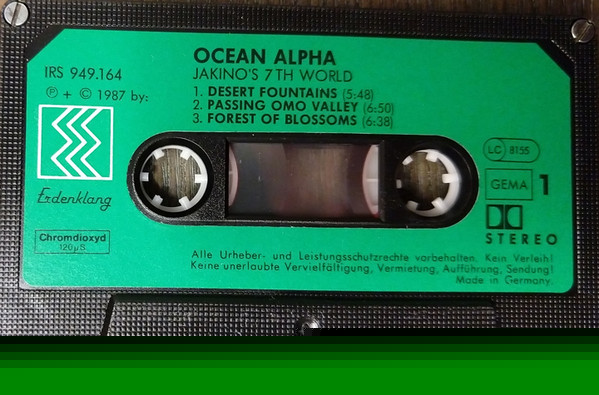 OCEAN ALPHA
JAKINO'S 7TH WORLD
1. DESERT FOUNTAINS (5:48)
2. PASSING OMO VALLEY (6:50)
3. FOREST OF BLOSSOMS (6:38)
IRS 949.164
℗ + © 1987 by:
Erdenklang
Chromdioxyd
120µS
LC 8155
GEMA 1
STEREO
Alle Urheber- und Leistungsschutzrechte vorbehalten. Kein Verleih!
Keine unerlaubte Vervielfältigung, Vermietung, Aufführung, Sendung!
Made in Germany.